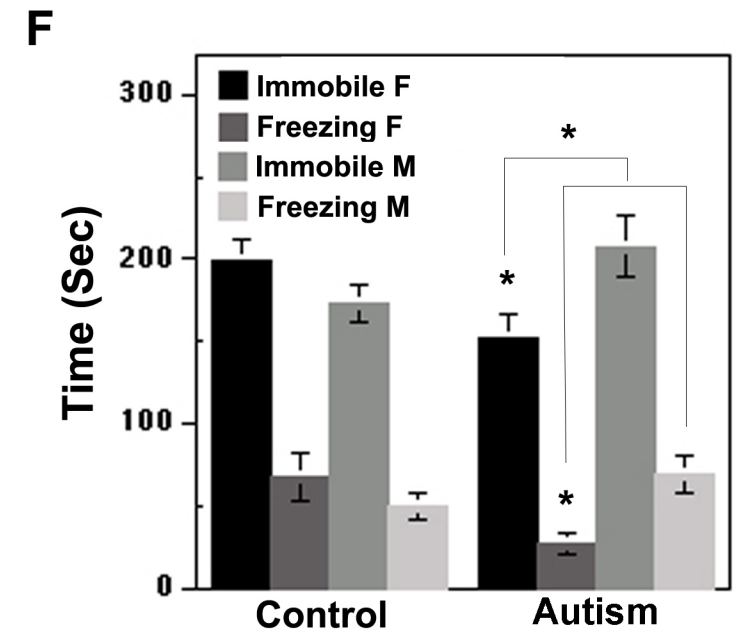 F
300
200
100
0
Time (Sec)
Immobile F
Freezing F
Immobile M
Freezing M
*
*
*
Control
Autism